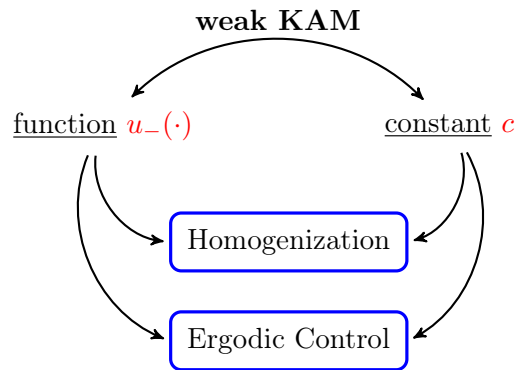 weak KAM
function u₋(·) constant c
Homogenization
Ergodic Control